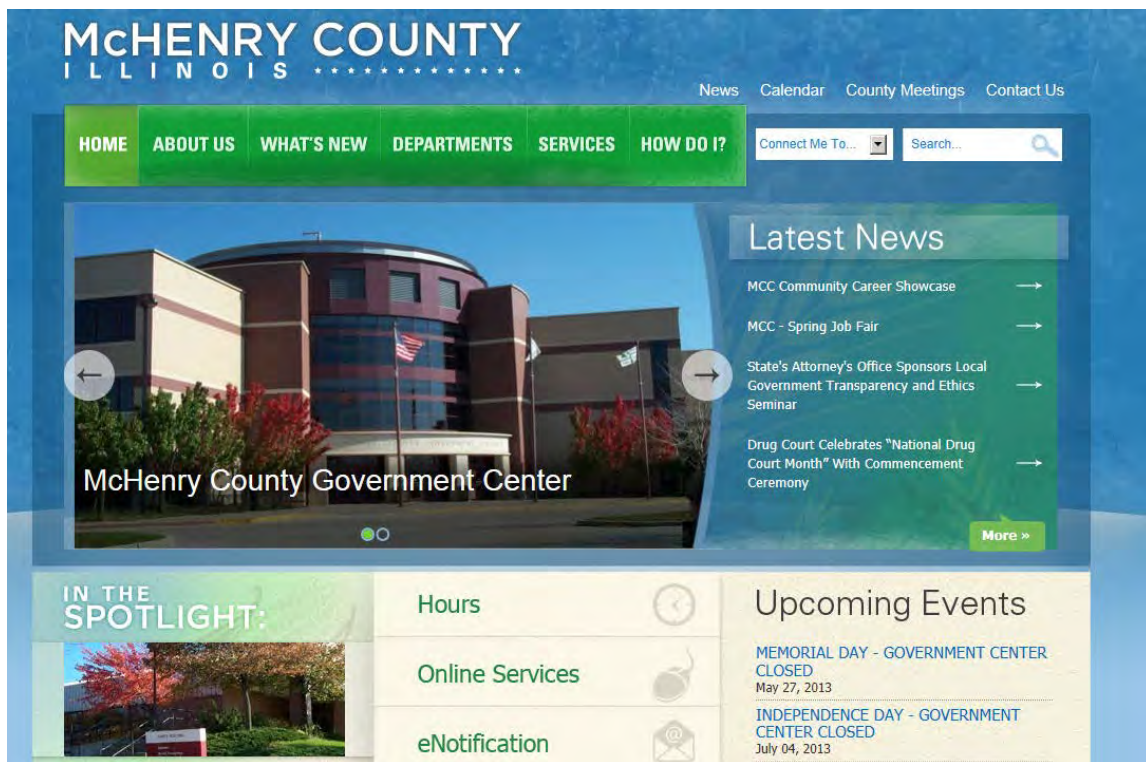 McHENRY COUNTY
ILLINOIS
News Calendar County Meetings Contact Us
HOME ABOUT US WHAT'S NEW DEPARTMENTS SERVICES HOW DO I? Connect Me To... Search...
Latest News
MCC Community Career Showcase
MCC - Spring Job Fair
State's Attorney's Office Sponsors Local
Government Transparency and Ethics
Seminar
Drug Court Celebrates "National Drug
Court Month" With Commencement
Ceremony
More »
McHenry County Government Center
IN THE
SPOTLIGHT:
Hours
Online Services
eNotification
Upcoming Events
MEMORIAL DAY - GOVERNMENT CENTER
CLOSED
May 27, 2013
INDEPENDENCE DAY - GOVERNMENT
CENTER CLOSED
July 04, 2013